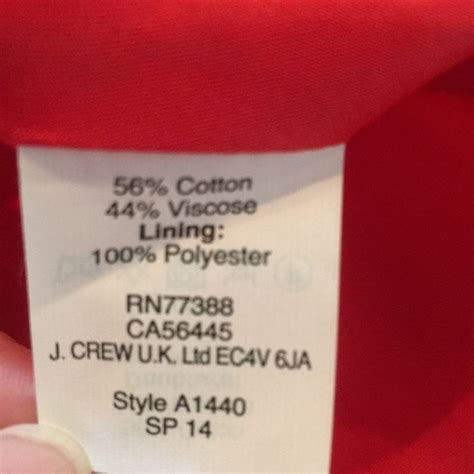 56% Cotton
44% Viscose
Lining:
100% Polyester
RN77388
CA56445
J. CREW U.K. Ltd EC4V 6JA
Style A1440
SP 14